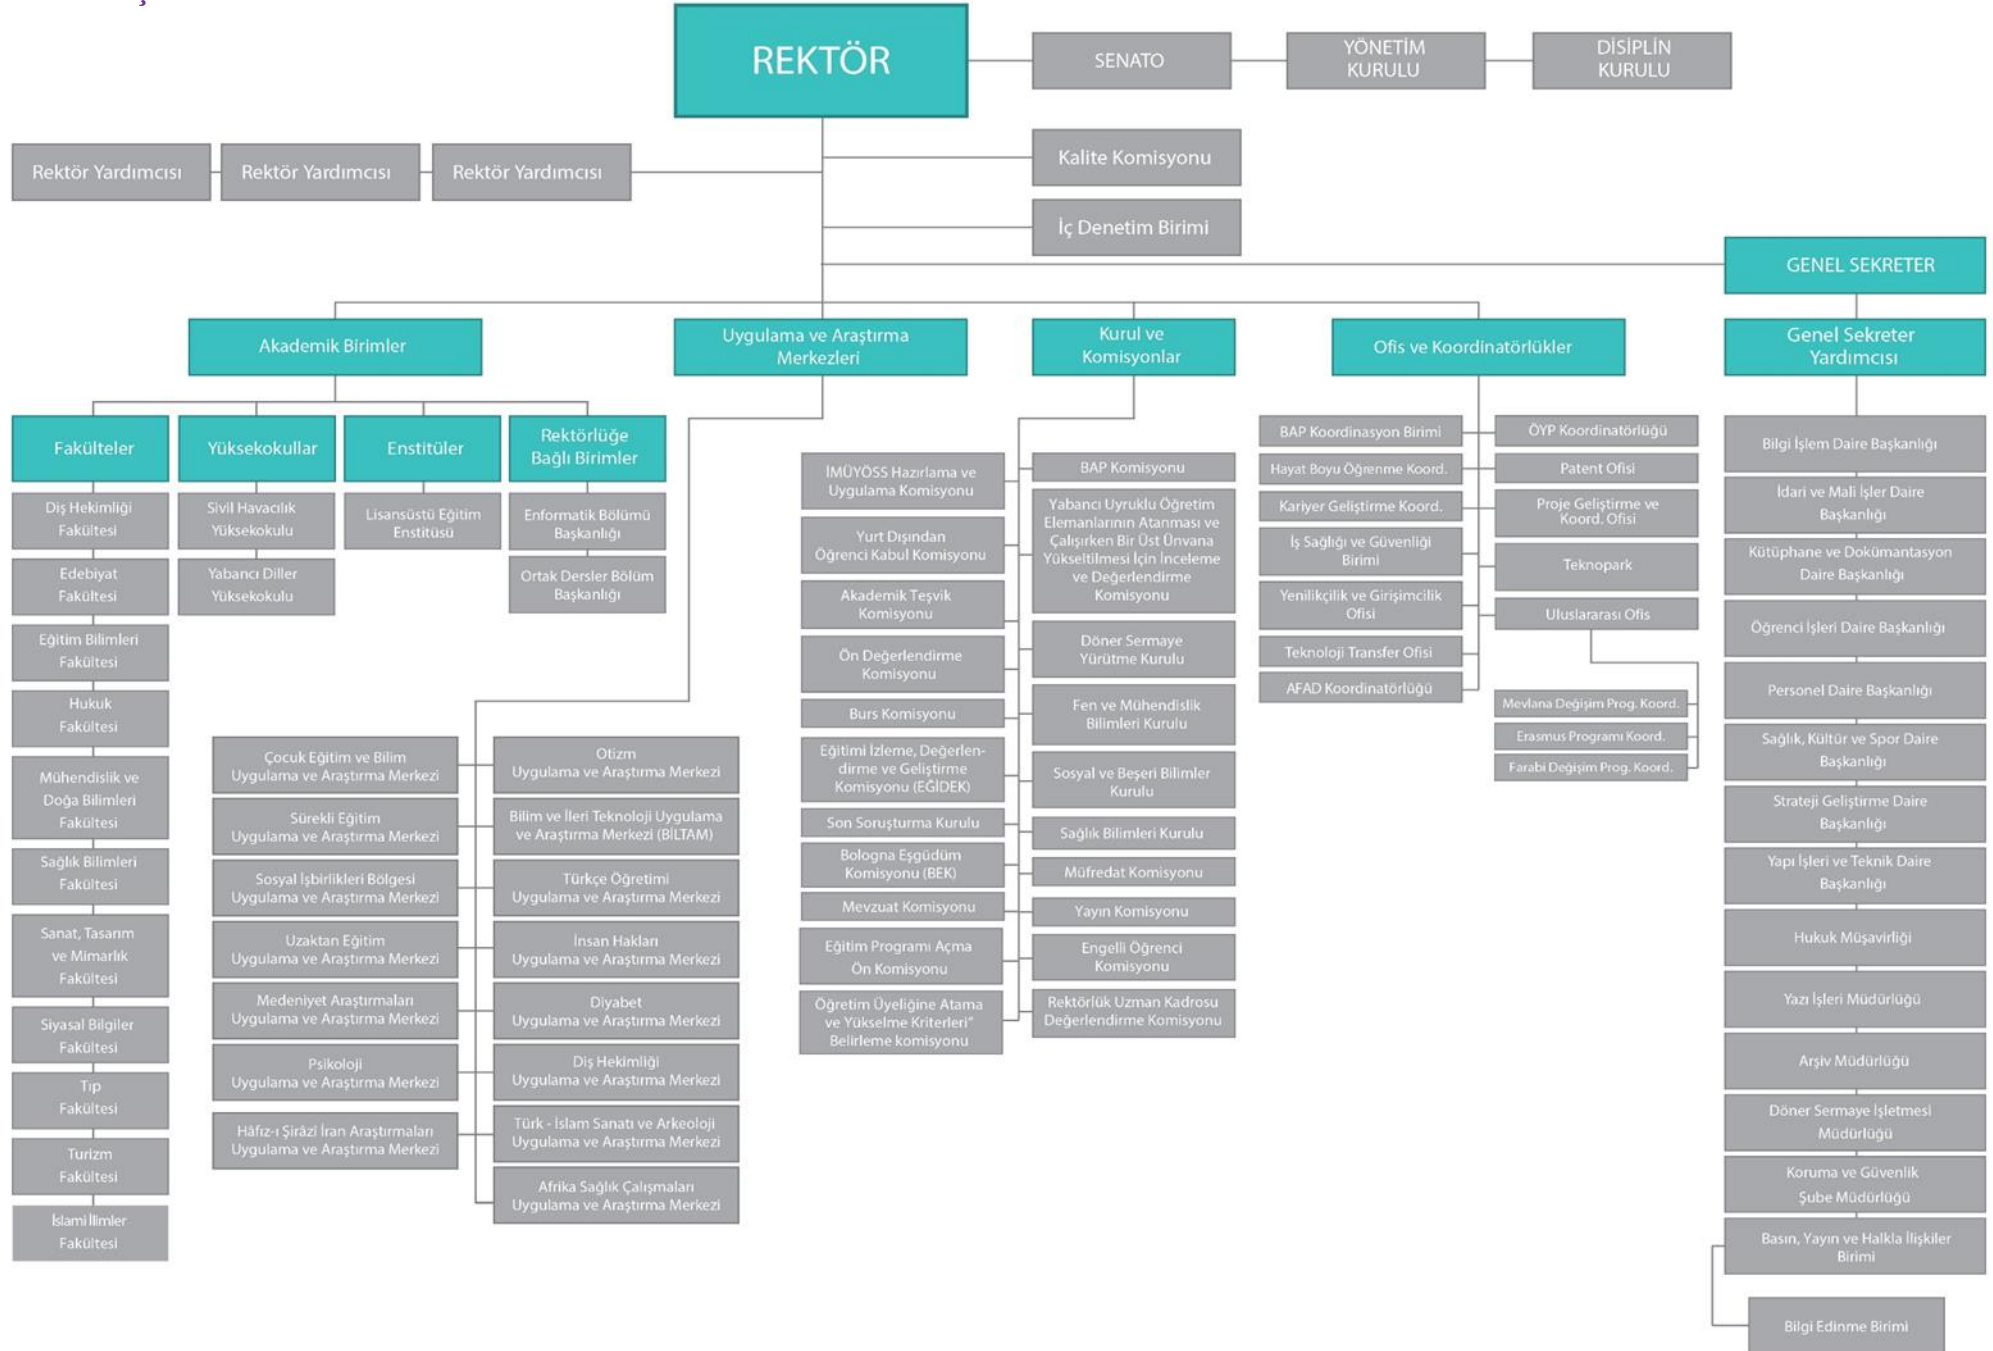 REKTÖR
SENATO
YÖNETİM
KURULU
DİSİPLİN
KURULU
Rektör Yardımcısı
Rektör Yardımcısı
Rektör Yardımcısı
Kalite Komisyonu
İç Denetim Birimi
GENEL SEKRETER
Akademik Birimler
Uygulama ve Araştırma
Merkezleri
Kurul ve
Komisyonlar
Ofis ve Koordinatörlükler
Genel Sekreter
Yardımcısı
Fakülteler
Yüksekokullar
Enstitüler
Rektörlüğe
Bağlı Birimler
Diş Hekimliği
Fakültesi
Edebiyat
Fakültesi
Eğitim Bilimleri
Fakültesi
Hukuk
Fakültesi
Mühendislik ve
Doğa Bilimleri
Fakültesi
Sağlık Bilimleri
Fakültesi
Sanat, Tasarım
ve Mimarlık
Fakültesi
Siyasal Bilgiler
Fakültesi
Tıp
Fakültesi
Turizm
Fakültesi
İslami İlimler
Fakültesi
Sivil Havacılık
Yüksekokulu
Yabancı Diller
Yüksekokulu
Lisansüstü Eğitim
Enstitüsü
Enformatik Bölümü
Başkanlığı
Ortak Dersler Bölüm
Başkanlığı
Çocuk Eğitim ve Bilim
Uygulama ve Araştırma Merkezi
Sürekli Eğitim
Uygulama ve Araştırma Merkezi
Sosyal İşbirlikleri Bölgesi
Uygulama ve Araştırma Merkezi
Uzaktan Eğitim
Uygulama ve Araştırma Merkezi
Medeniyet Araştırmaları
Uygulama ve Araştırma Merkezi
Psikoloji
Uygulama ve Araştırma Merkezi
Hâfız-ı Şirâzî İran Araştırmaları
Uygulama ve Araştırma Merkezi
Otizm
Uygulama ve Araştırma Merkezi
Bilim ve İleri Teknoloji Uygulama
ve Araştırma Merkezi (BİLTAM)
Türkçe Öğretimi
Uygulama ve Araştırma Merkezi
İnsan Hakları
Uygulama ve Araştırma Merkezi
Diyabet
Uygulama ve Araştırma Merkezi
Diş Hekimliği
Uygulama ve Araştırma Merkezi
Türk - İslam Sanatı ve Arkeoloji
Uygulama ve Araştırma Merkezi
Afrika Sağlık Çalışmaları
Uygulama ve Araştırma Merkezi
İMÜYÖSS Hazırlama ve
Uygulama Komisyonu
Yurt Dışından
Öğrenci Kabul Komisyonu
Akademik Teşvik
Komisyonu
Ön Değerlendirme
Komisyonu
Burs Komisyonu
Eğitimi İzleme, Değerlen-
dirme ve Geliştirme
Komisyonu (EĞİDEK)
Son Soruşturma Kurulu
Bologna Eşgüdüm
Komisyonu (BEK)
Mevzuat Komisyonu
Eğitim Programı Açma
Ön Komisyonu
Öğretim Üyeliğine Atama
ve Yükselme Kriterleri"
Belirleme komisyonu
BAP Komisyonu
Yabancı Uyruklu Öğretim
Elemanlarının Atanması ve
Çalışırken Bir Üst Ünvana
Yükseltilmesi İçin İnceleme
ve Değerlendirme
Komisyonu
Döner Sermaye
Yürütme Kurulu
Fen ve Mühendislik
Bilimleri Kurulu
Sosyal ve Beşeri Bilimler
Kurulu
Sağlık Bilimleri Kurulu
Müfredat Komisyonu
Yayın Komisyonu
Engelli Öğrenci
Komisyonu
Rektörlük Uzman Kadrosu
Değerlendirme Komisyonu
BAP Koordinasyon Birimi
Hayat Boyu Öğrenme Koord.
Kariyer Geliştirme Koord.
İş Sağlığı ve Güvenliği
Birimi
Yenilikçilik ve Girişimcilik
Ofisi
Teknoloji Transfer Ofisi
AFAD Koordinatörlüğü
ÖYP Koordinatörlüğü
Patent Ofisi
Proje Geliştirme ve
Koord. Ofisi
Teknopark
Uluslararası Ofis
Mevlana Değişim Prog. Koord.
Erasmus Programı Koord.
Farabi Değişim Prog. Koord.
Bilgi İşlem Daire Başkanlığı
İdari ve Mali İşler Daire
Başkanlığı
Kütüphane ve Dokümantasyon
Daire Başkanlığı
Öğrenci İşleri Daire Başkanlığı
Personel Daire Başkanlığı
Sağlık, Kültür ve Spor Daire
Başkanlığı
Strateji Geliştirme Daire
Başkanlığı
Yapı İşleri ve Teknik Daire
Başkanlığı
Hukuk Müşavirliği
Yazı İşleri Müdürlüğü
Arşiv Müdürlüğü
Döner Sermaye İşletmesi
Müdürlüğü
Koruma ve Güvenlik
Şube Müdürlüğü
Basın, Yayın ve Halkla İlişkiler
Birimi
Bilgi Edinme Birimi